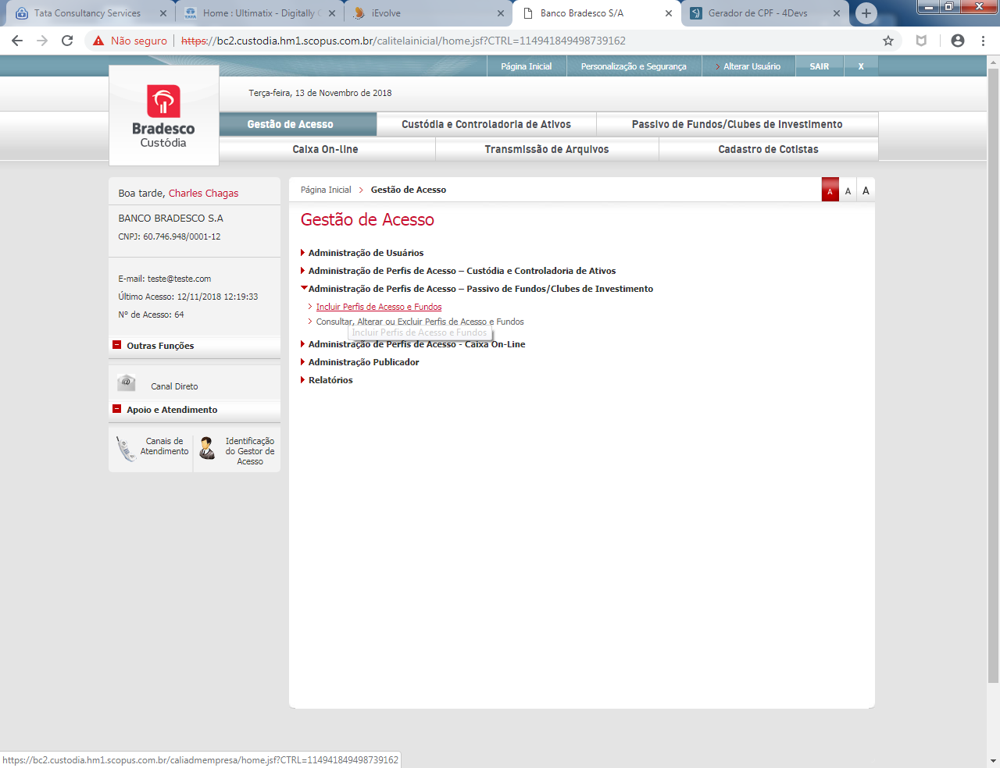 Tata Consultancy Services
Home : Ultimatix - Digitally
iEvolve
Banco Bradesco S/A
Gerador de CPF - 4Devs
Não seguro
https://bc2.custodia.hm1.scopus.com.br/calitelainicial/home.jsf?CTRL=114941849498739162
Página Inicial
Personalização e Segurança
Alterar Usuário
SAIR
X
Terça-feira, 13 de Novembro de 2018
Bradesco
Custódia
Gestão de Acesso
Custódia e Controladoria de Ativos
Passivo de Fundos/Clubes de Investimento
Caixa On-line
Transmissão de Arquivos
Cadastro de Cotistas
Boa tarde, Charles Chagas
BANCO BRADESCO S.A
CNPJ: 60.746.948/0001-12
E-mail: teste@teste.com
Último Acesso: 12/11/2018 12:19:33
N° de Acesso: 64
Outras Funções
Canal Direto
Apoio e Atendimento
Canais de
Atendimento
Identificação
do Gestor de
Acesso
Página Inicial > Gestão de Acesso
A A A
Gestão de Acesso
Administração de Usuários
Administração de Perfis de Acesso – Custódia e Controladoria de Ativos
Administração de Perfis de Acesso – Passivo de Fundos/Clubes de Investimento
Incluir Perfis de Acesso e Fundos
Consultar, Alterar ou Excluir Perfis de Acesso e Fundos
Incluir Perfis de Acesso e Fundos
Administração de Perfis de Acesso - Caixa On-Line
Administração Publicador
Relatórios
https://bc2.custodia.hm1.scopus.com.br/caliadmempresa/home.jsf?CTRL=114941849498739162